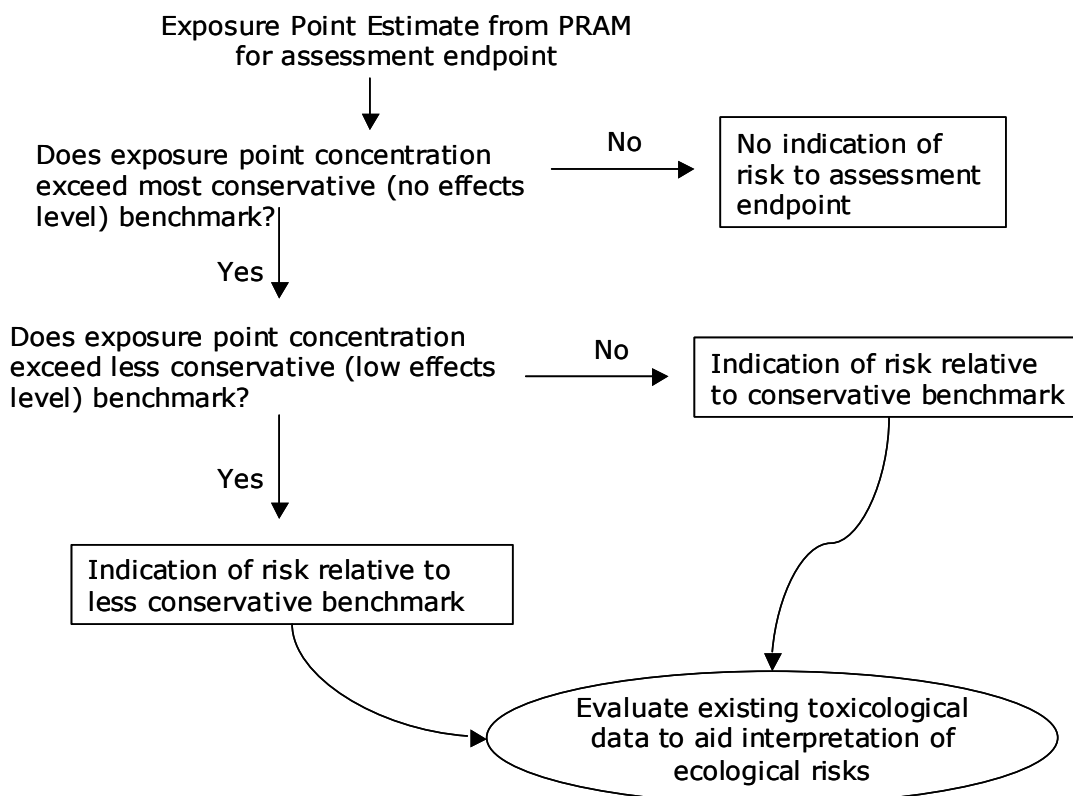 Exposure Point Estimate from PRAM
for assessment endpoint
Does exposure point concentration
exceed most conservative (no effects
level) benchmark?
No
No indication of
risk to assessment
endpoint
Yes
Does exposure point concentration
exceed less conservative (low effects
level) benchmark?
No
Indication of risk relative
to conservative benchmark
Yes
Indication of risk relative to
less conservative benchmark
Evaluate existing toxicological
data to aid interpretation of
ecological risks